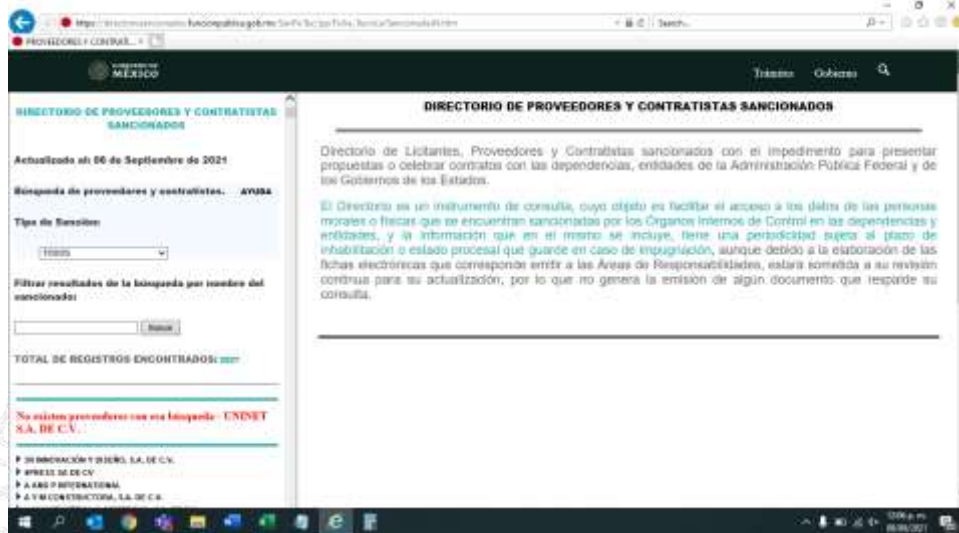 PROVEEDORES Y CONTRAT...
Search...
GOBIERNO DE
MÉXICO
Trámites Gobierno
DIRECTORIO DE PROVEEDORES Y CONTRATISTAS
SANCIONADOS
Actualizado al: 06 de Septiembre de 2021
Búsqueda de proveedores y contratistas. AYUDA
Tipo de Sanción:
Filtrar resultados de la búsqueda por nombre del
sancionado:
Buscar
TOTAL DE REGISTROS ENCONTRADOS:
No existen proveedores con esa búsqueda - UNINET
S.A. DE C.V. .
3H INNOVACIÓN Y DISEÑO, S.A. DE C.V.
4PRESS SA DE CV
A AND P INTERNATIONAL
A Y M CONSTRUCTORA, S.A. DE C.V.
DIRECTORIO DE PROVEEDORES Y CONTRATISTAS SANCIONADOS
Directorio de Licitantes, Proveedores y Contratistas sancionados con el impedimento para presentar
propuestas o celebrar contratos con las dependencias, entidades de la Administración Pública Federal y de
los Gobiernos de los Estados.
El Directorio es un instrumento de consulta, cuyo objeto es facilitar el acceso a los datos de las personas
morales o físicas que se encuentran sancionadas por los Órganos Internos de Control en las dependencias y
entidades, y la información que en el mismo se incluye, tiene una periodicidad sujeta al plazo de
inhabilitación o estado procesal que guarde en caso de impugnación, aunque debido a la elaboración de las
fichas electrónicas que corresponde emitir a las Áreas de Responsabilidades, estará sometida a su revisión
continua para su actualización, por lo que no genera la emisión de algún documento que respalde su
consulta.